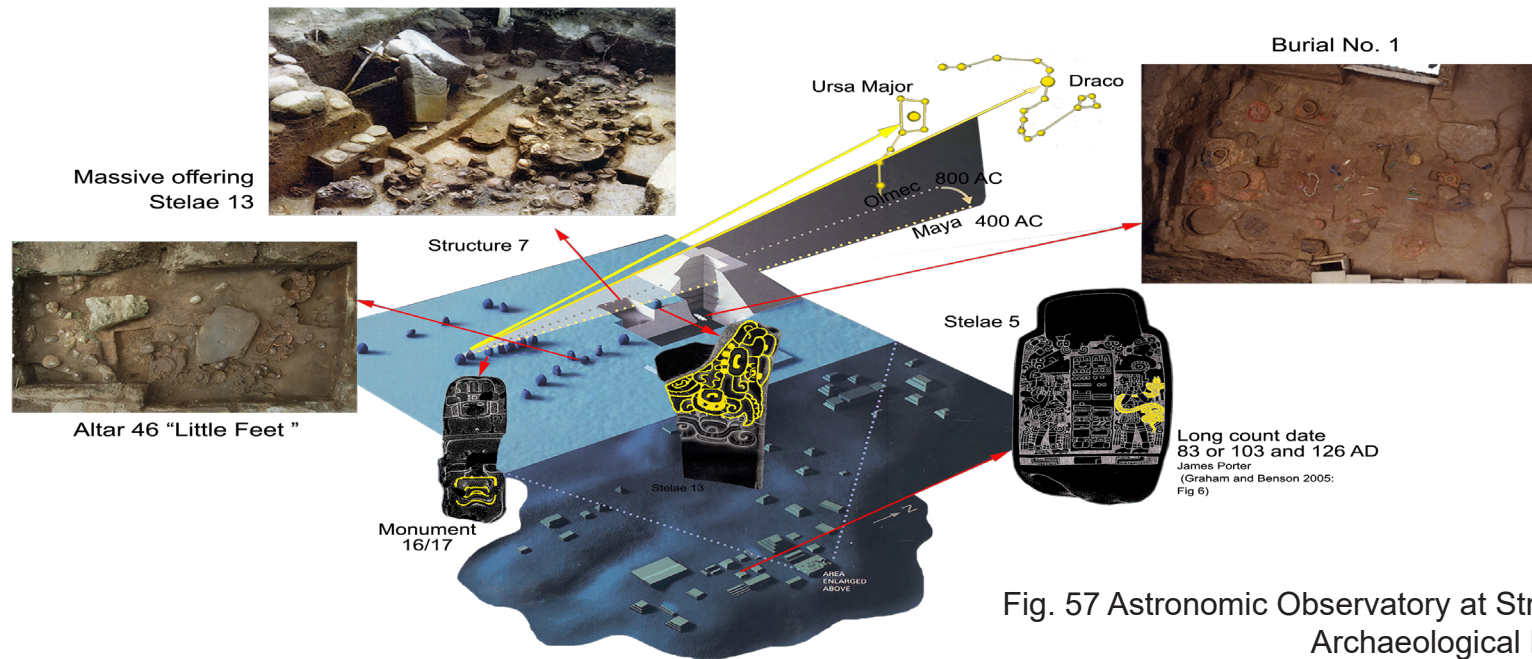 Massive offering
Stelae 13
Ursa Major
Draco
Burial No. 1
Structure 7
Olmec 800 AC
Maya 400 AC
Altar 46 “Little Feet ”
Stelae 5
Long count date
83 or 103 and 126 AD
James Porter
(Graham and Benson 2005:
Fig 6)
Stelae 13
Monument
16/17
N
AREA
ENLARGED
ABOVE
Fig. 57 Astronomic Observatory at Str
Archaeological